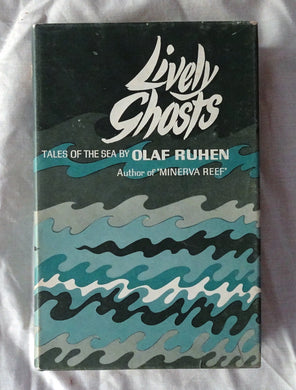 Lively
Ghosts
TALES OF THE SEA BY OLAF RUHEN
Author of 'MINERVA REEF'